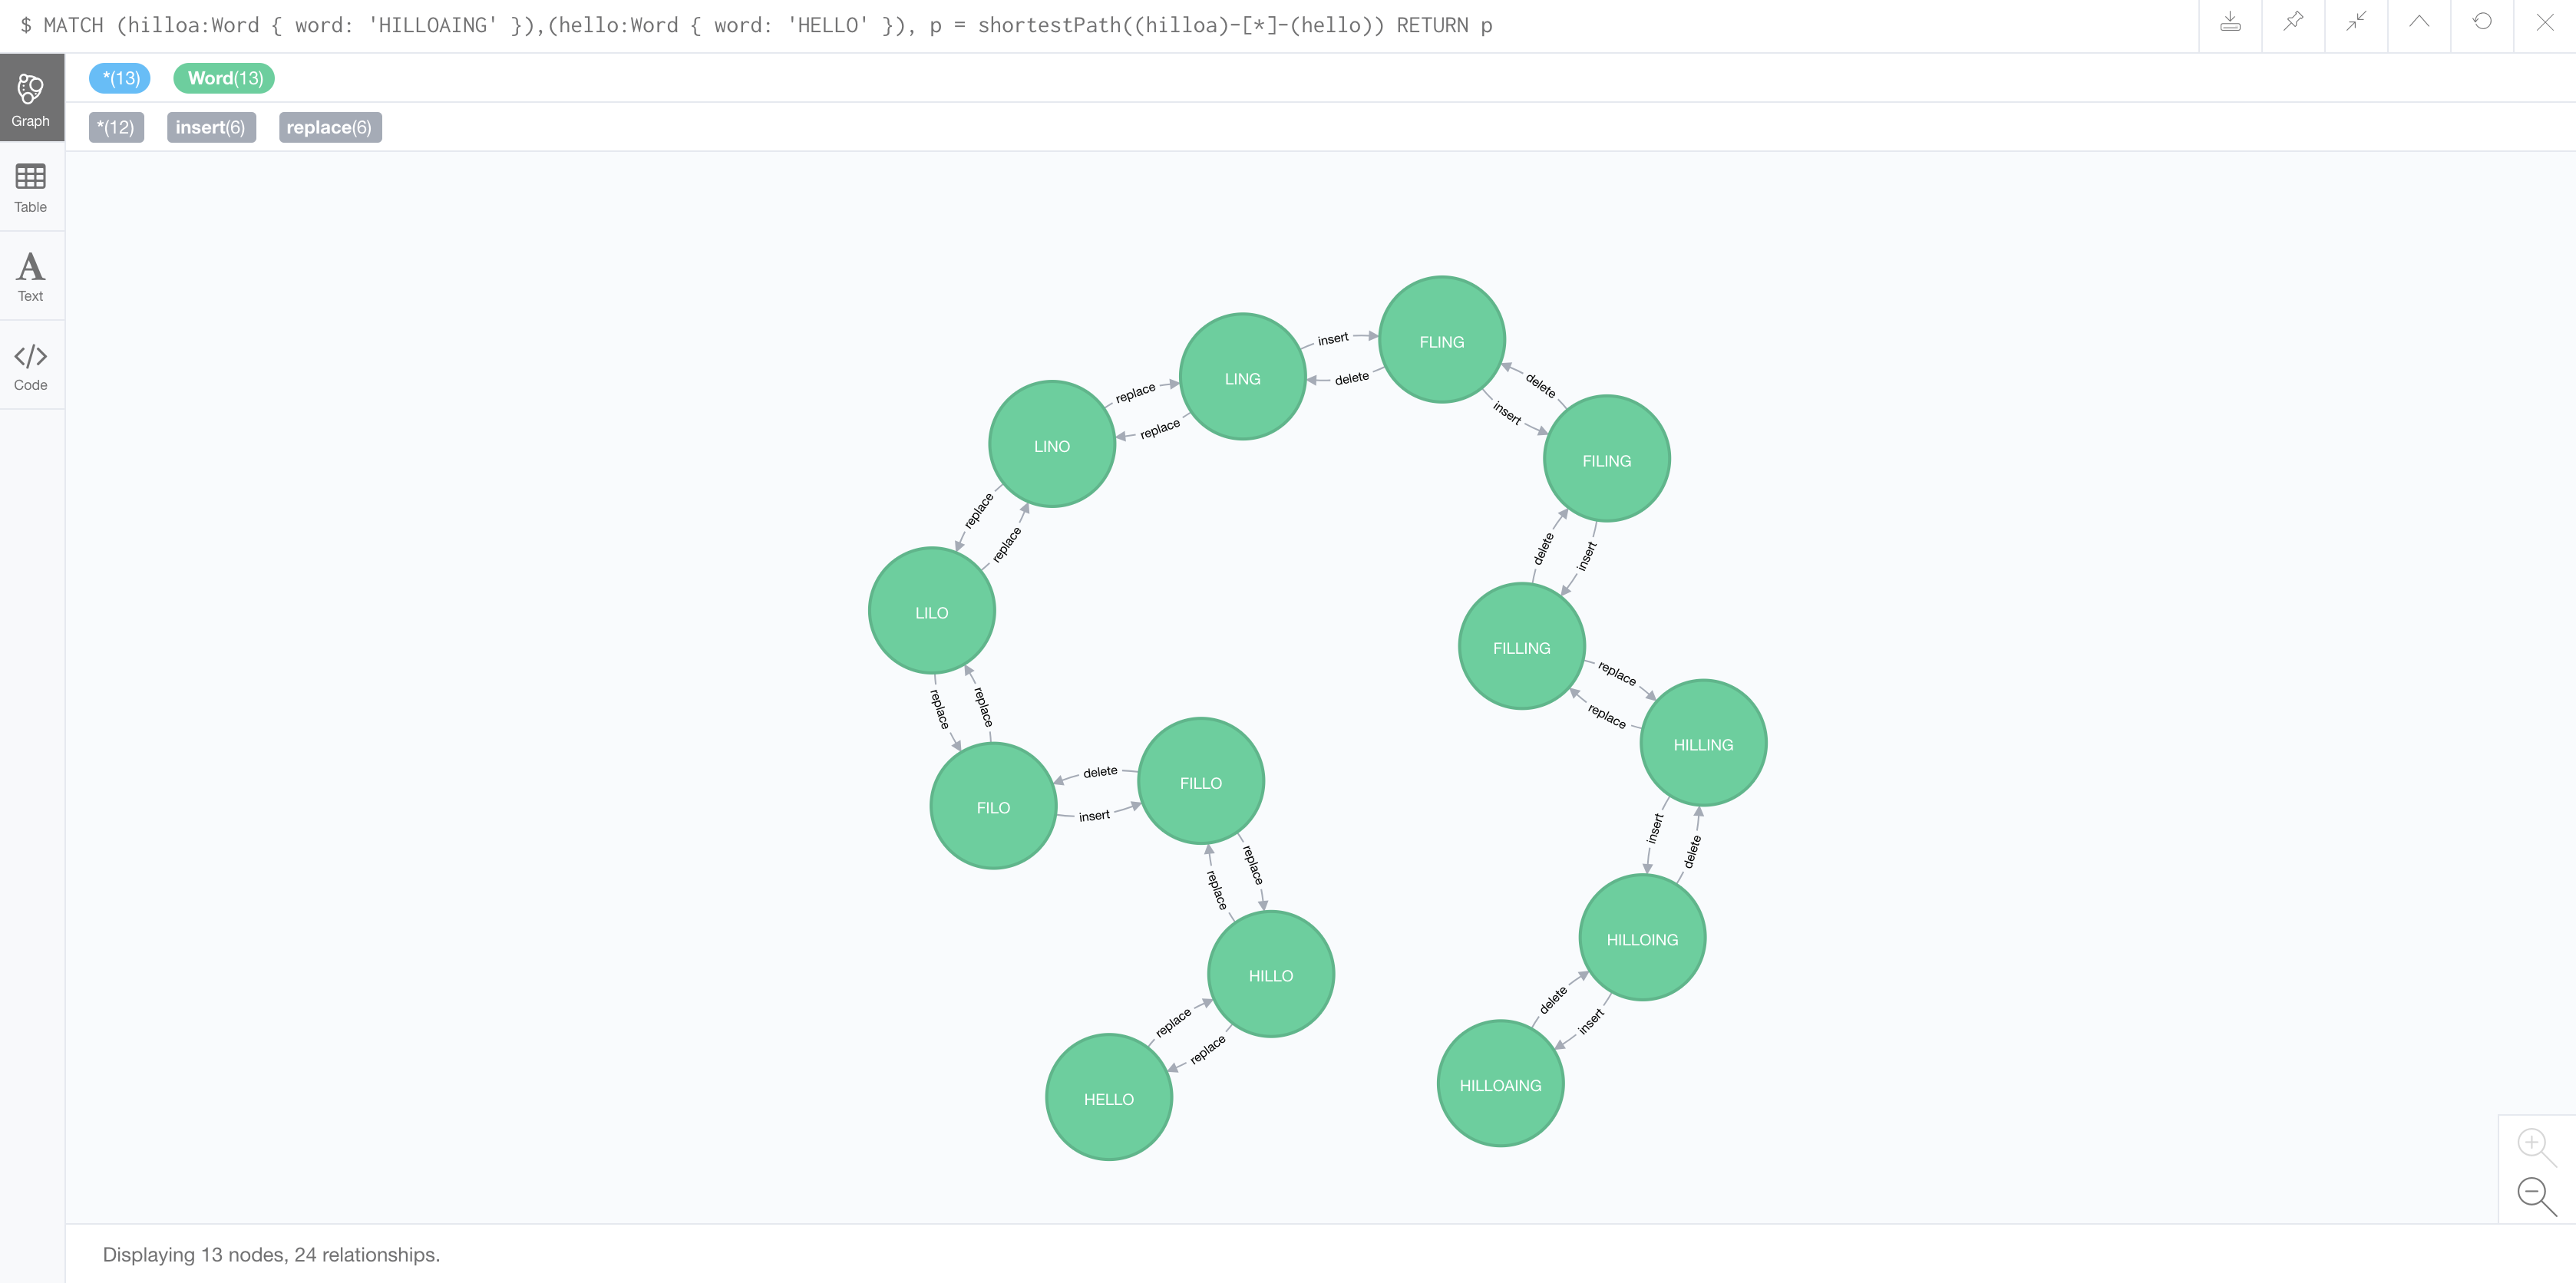 $ MATCH (hilloa:Word { word: 'HILLOAING' }),(hello:Word { word: 'HELLO' }), p = shortestPath((hilloa)-[*]-(hello)) RETURN p
*(13) Word(13)
Graph
*(12) insert(6) replace(6)
Table
Text
Code
FLING
insert
LING
delete
delete
replace
insert
replace
LINO
FILING
replace
replace
delete
insert
LILO
FILLING
replace
replace
replace
replace
HILLING
delete
FILLO
FILO
insert
insert
delete
replace
replace
HILLOING
HILLO
delete
replace
insert
replace
HILLOAING
HELLO
Displaying 13 nodes, 24 relationships.